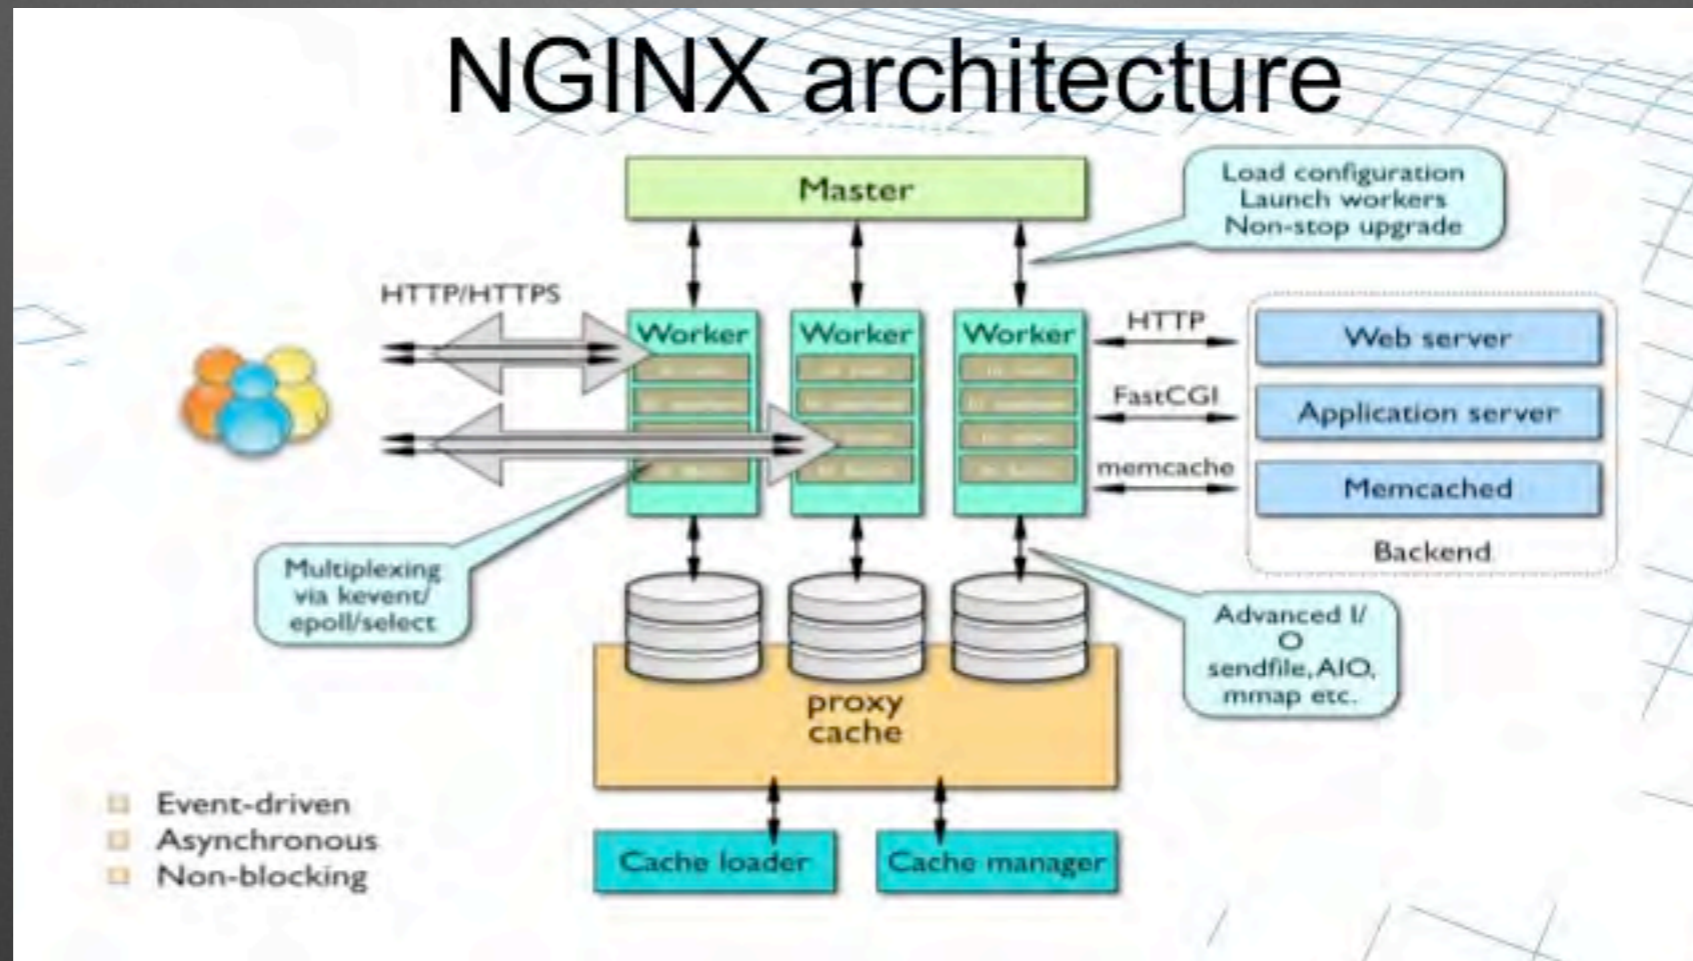 NGINX architecture
Master
Load configuration
Launch workers
Non-stop upgrade
HTTP/HTTPS
Worker
Worker
Worker
HTTP
Web server
FastCGI
Application server
memcache
Memcached
Backend
Multiplexing
via kevent/
epoll/select
Advanced I/
O
sendfile, AIO,
mmap etc.
proxy
cache
Event-driven
Asynchronous
Non-blocking
Cache loader
Cache manager